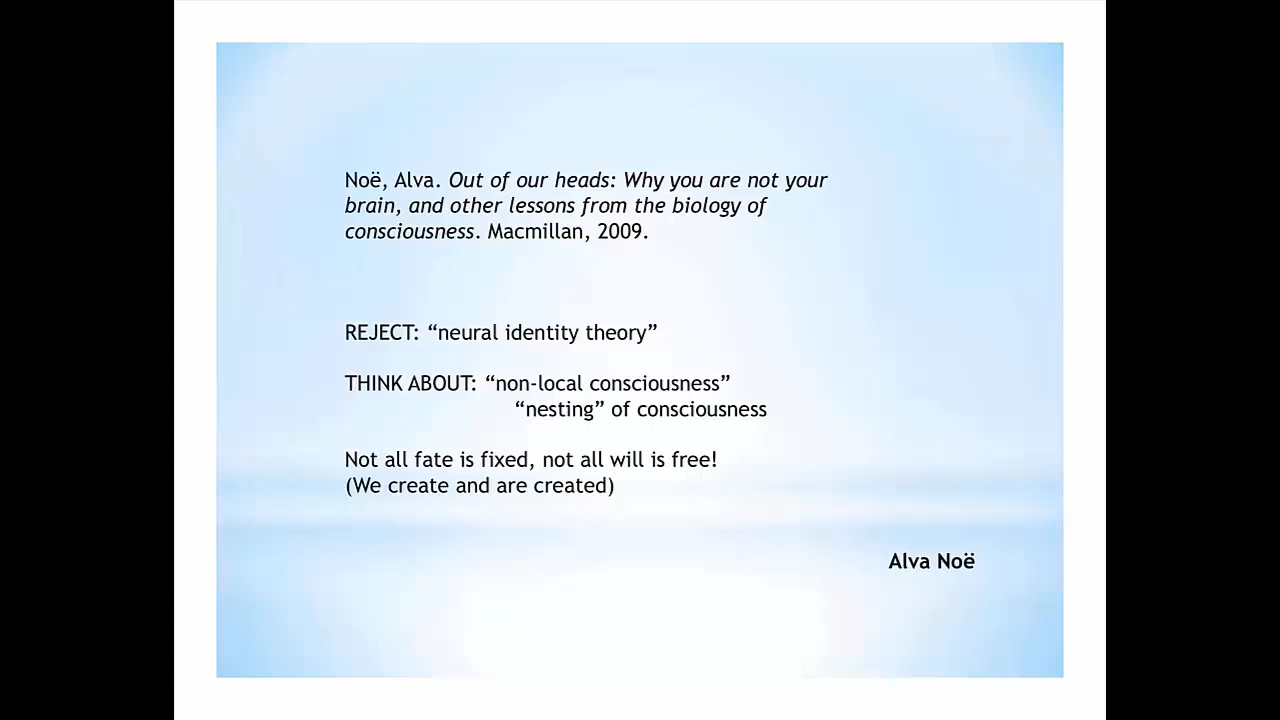 Noë, Alva. Out of our heads: Why you are not your
brain, and other lessons from the biology of
consciousness. Macmillan, 2009.
REJECT: “neural identity theory”
THINK ABOUT: “non-local consciousness”
“nesting” of consciousness
Not all fate is fixed, not all will is free!
(We create and are created)
Alva Noë